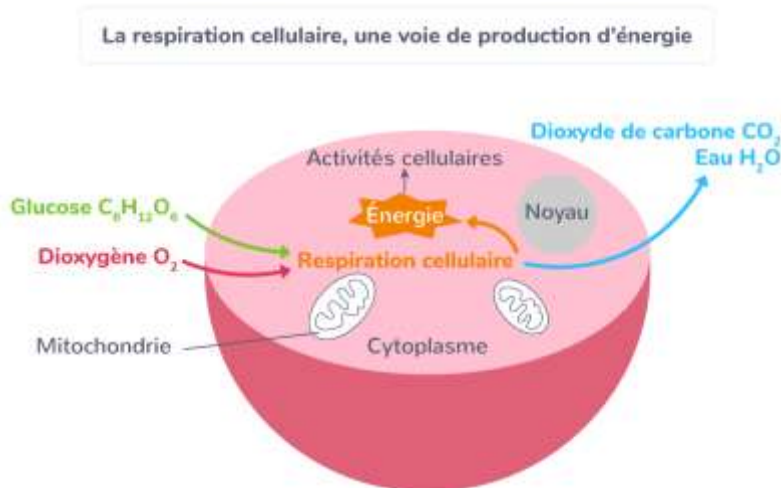 La respiration cellulaire, une voie de production d'énergie
Dioxyde de carbone CO₂
Eau H₂O
Activités cellulaires
Énergie
Noyau
Glucose C₆H₁₂O₆
Dioxygène O₂
Respiration cellulaire
Mitochondrie
Cytoplasme